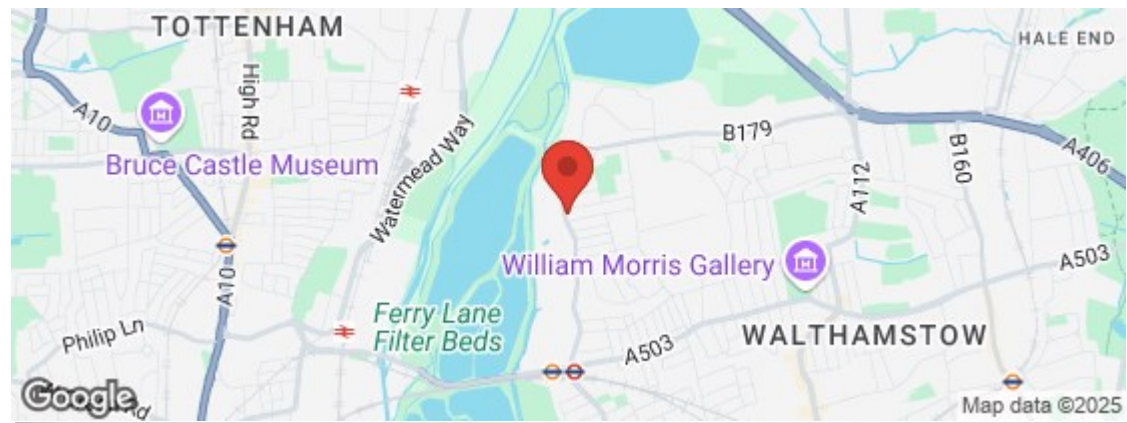 TOTTENHAM
HALE END
High Rd
A10
B179
Bruce Castle Museum
Watermead Way
A112
B160
A406
A10
William Morris Gallery
A503
Ferry Lane
Filter Beds
Philip Ln
A503
WALTHAMSTOW
Google
Rd
Map data ©2025